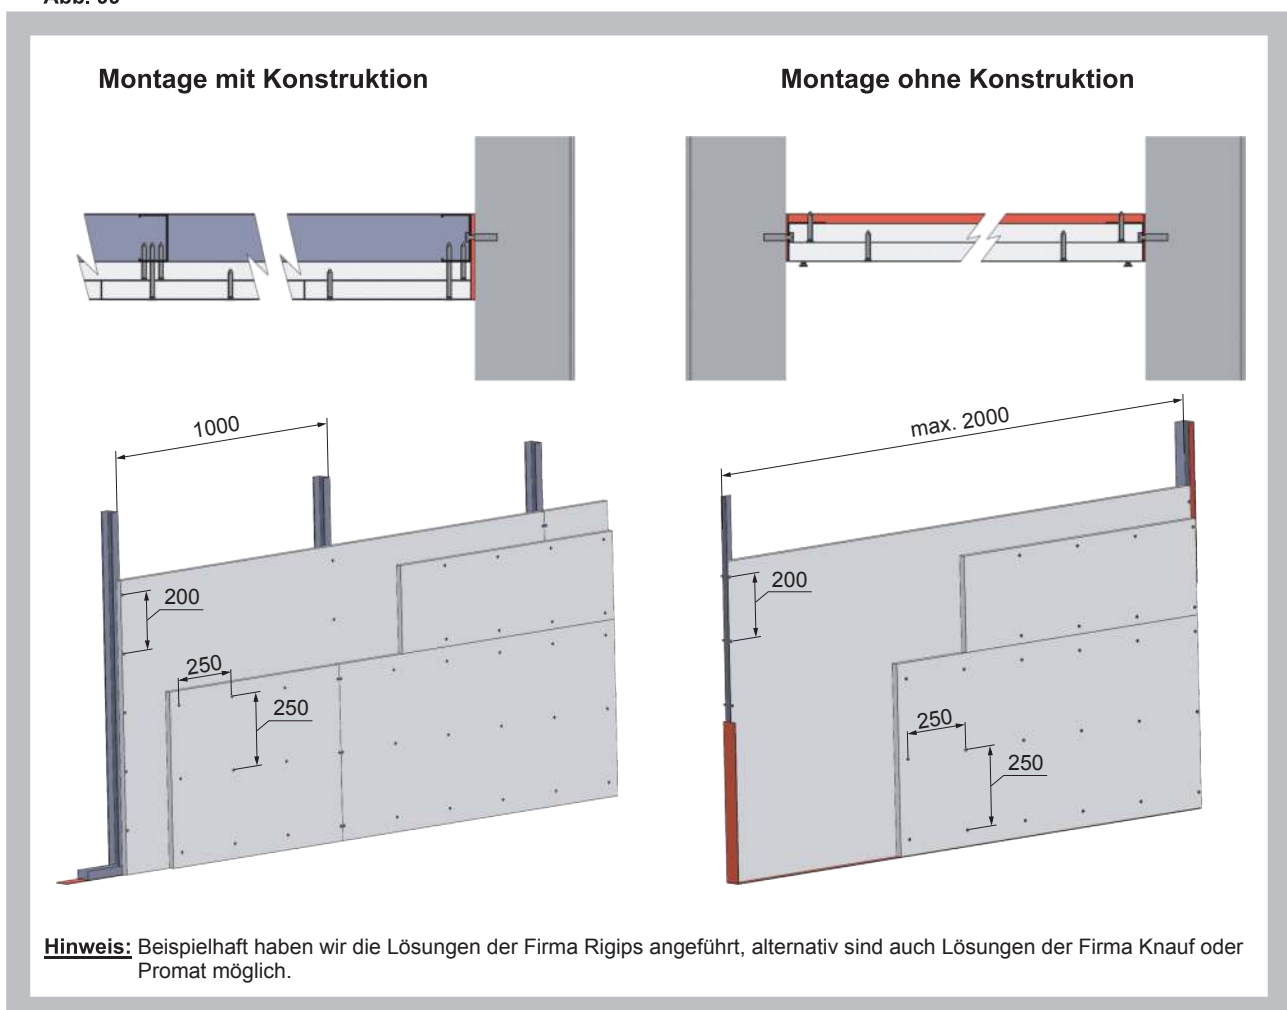 Montage mit Konstruktion
Montage ohne Konstruktion
1000
200
250
250
max. 2000
200
250
250
Hinweis: Beispielhaft haben wir die Lösungen der Firma Rigips angeführt, alternativ sind auch Lösungen der Firma Knauf oder
Promat möglich.